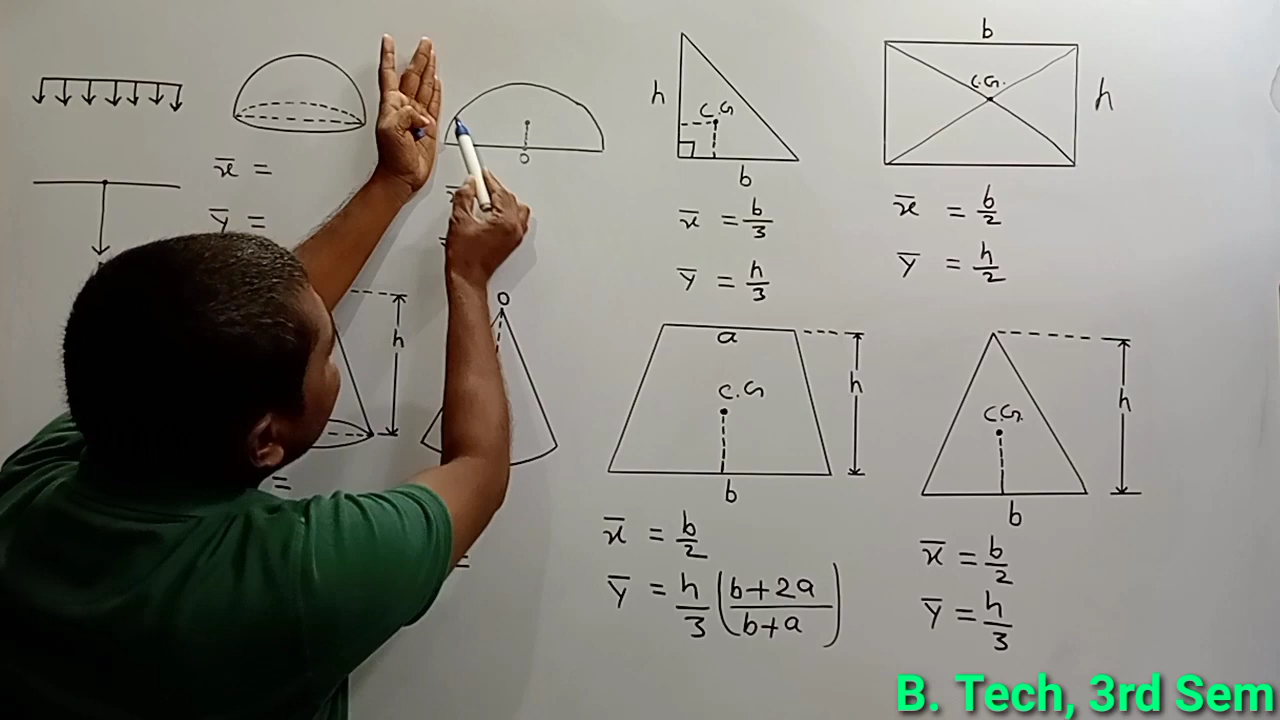 x̄ =
ȳ =
h
O
=
O
=
h
C.G
b
x̄ = b/3
ȳ = h/3
b
C.G.
h
x̄ = b/2
ȳ = h/2
a
C.G
h
b
x̄ = b/2
ȳ = h/3 (b+2a/b+a)
C.G.
h
b
x̄ = b/2
ȳ = h/3
B. Tech, 3rd Sem